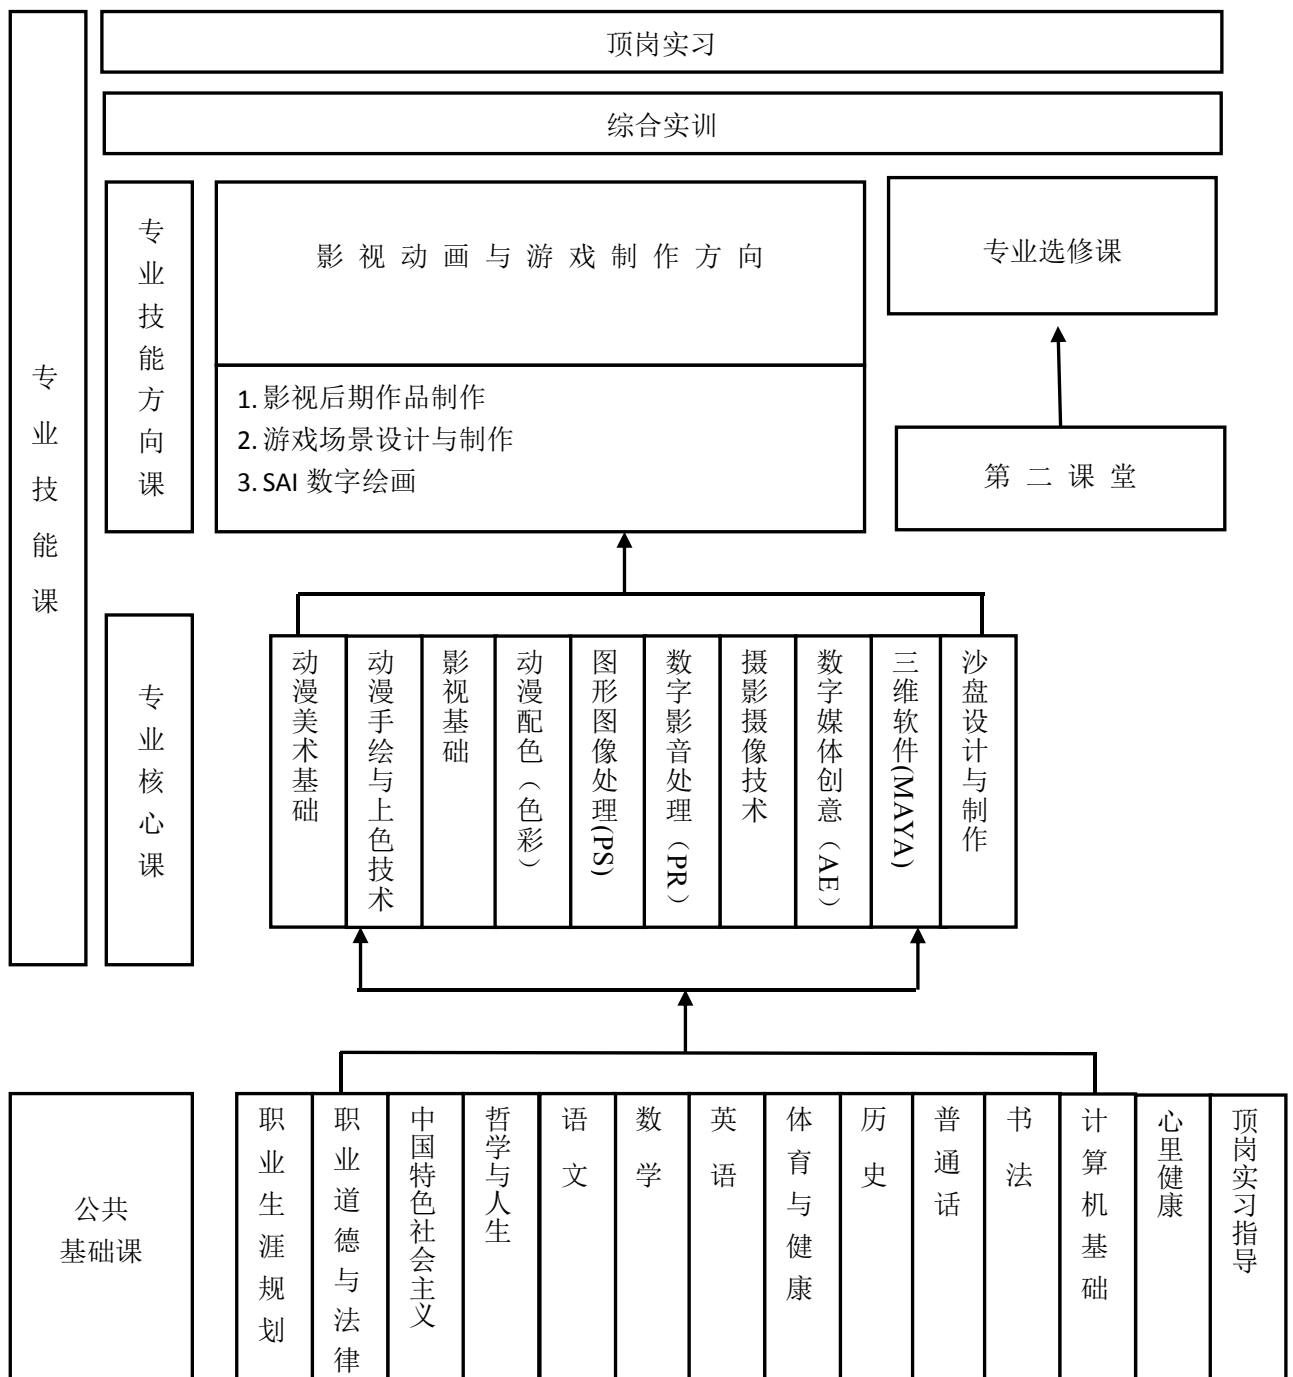 顶岗实习
综合实训
专业技能课
专业技能方向课
影视动画与游戏制作方向
1. 影视后期作品制作
2. 游戏场景设计与制作
3. SAI 数字绘画
专业选修课
第二课堂
专业核心课
动漫美术基础
动漫手绘与上色技术
影视基础
动漫配色（色彩）
图形图像处理(PS)
数字影音处理（PR）
摄影摄像技术
数字媒体创意（AE）
三维软件(MAYA)
沙盘设计与制作
公共
基础课
职业生涯规划
职业道德与法律
中国特色社会主义
哲学与人生
语文
数学
英语
体育与健康
历史
普通话
书法
计算机基础
心里健康
顶岗实习指导